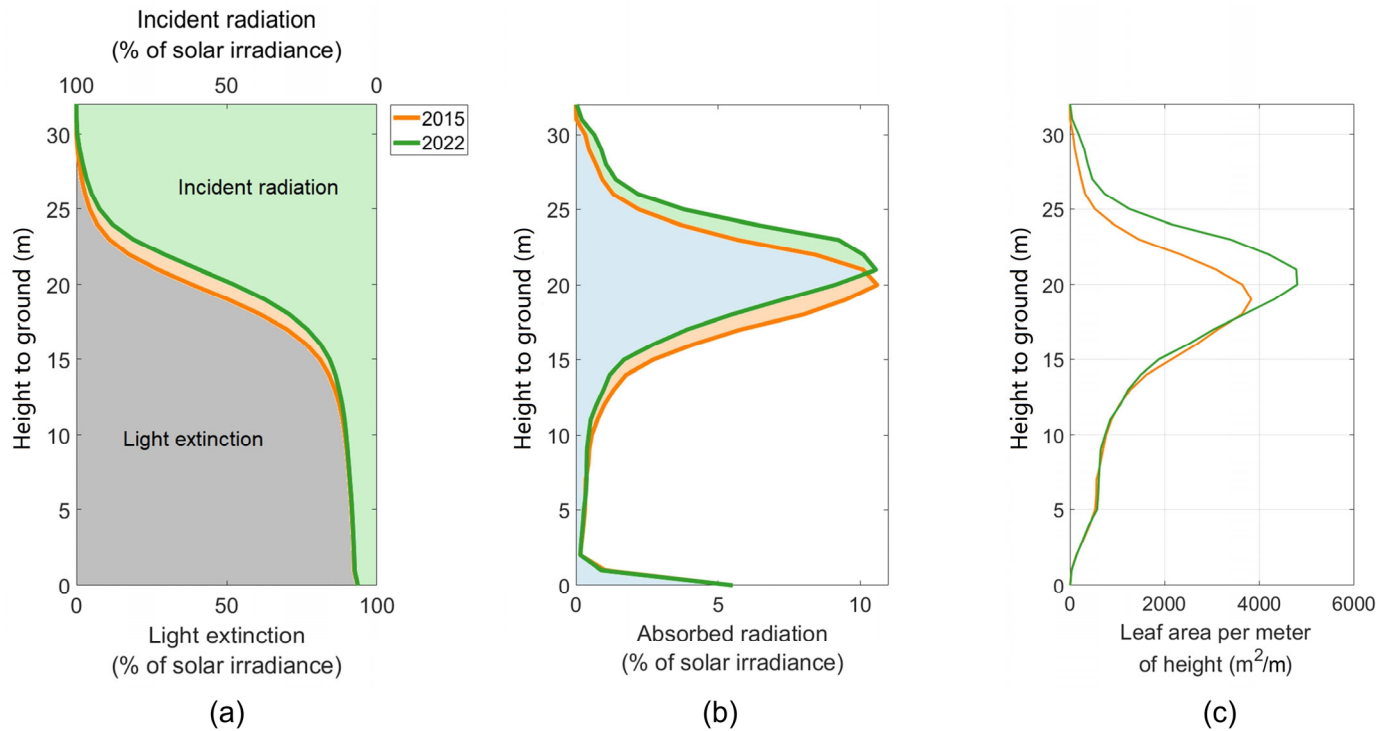 Incident radiation
(% of solar irradiance)
100 50 0
2015
2022
30
25
20
15
10
5
0
Height to ground (m)
Incident radiation
Light extinction
0 50 100
Light extinction
(% of solar irradiance)
(a)
30
25
20
15
10
5
0
Height to ground (m)
0 5 10
Absorbed radiation
(% of solar irradiance)
(b)
30
25
20
15
10
5
0
Height to ground (m)
0 2000 4000 6000
Leaf area per meter
of height (m²/m)
(c)